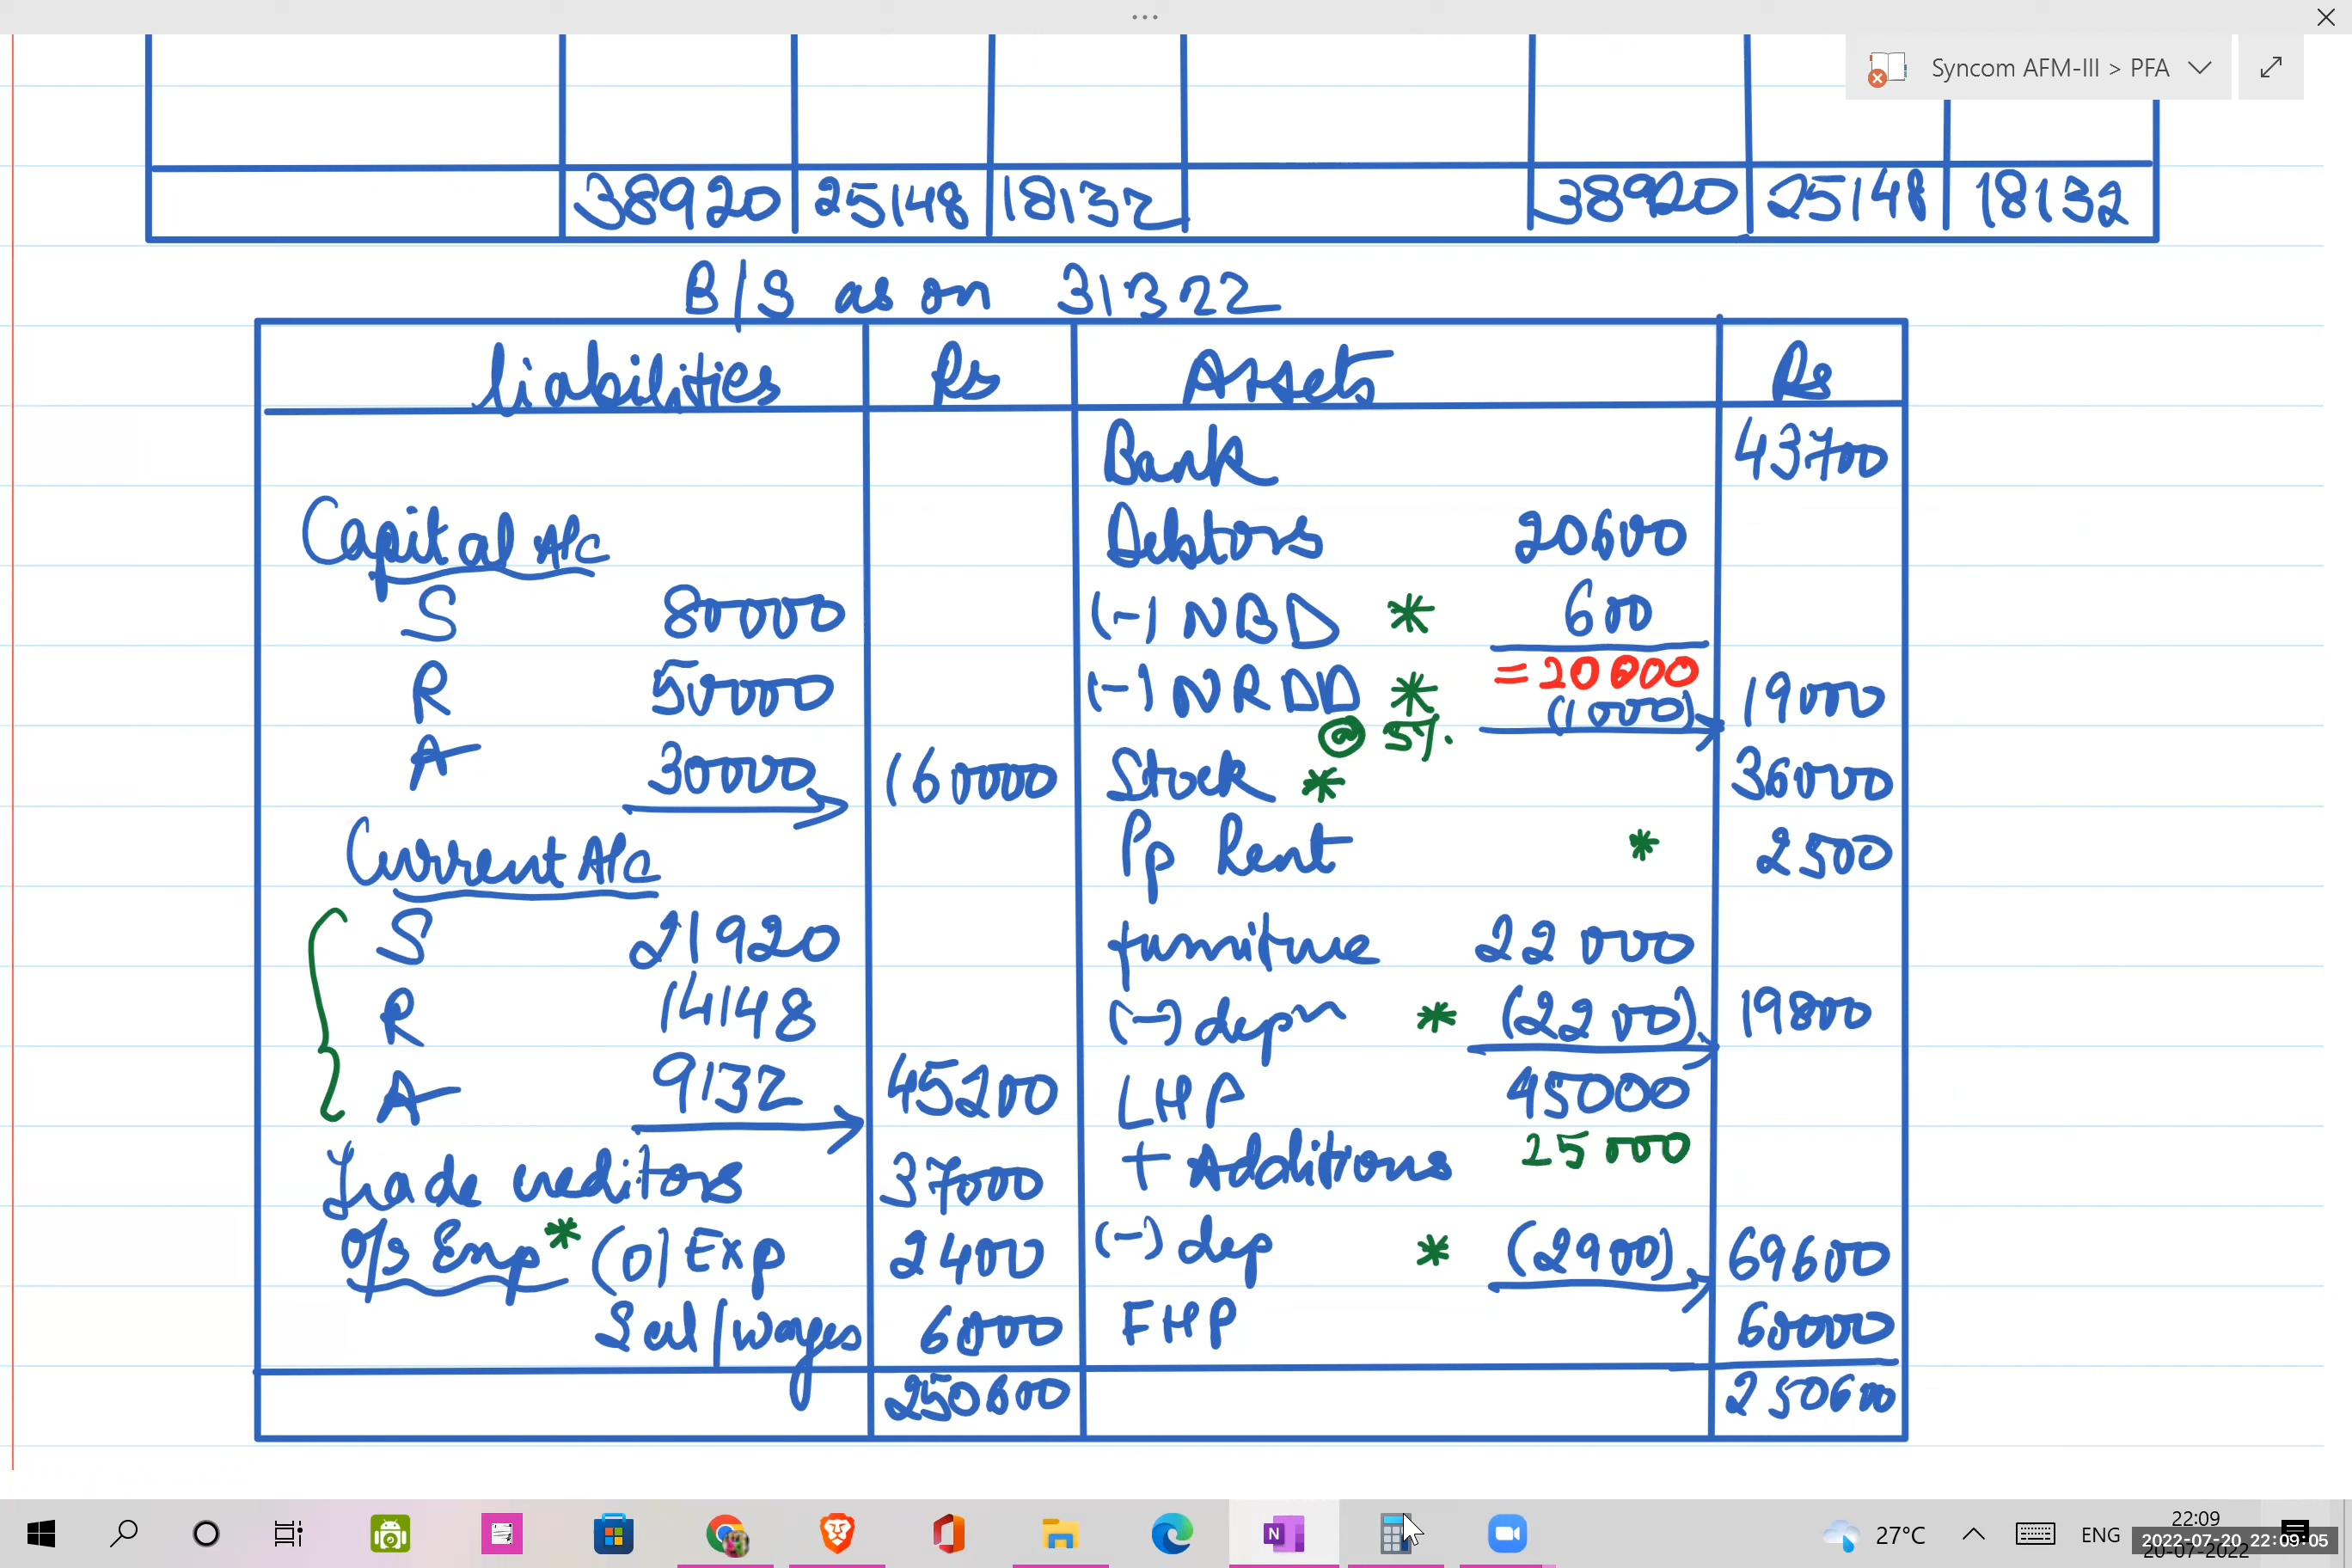 Syncom AFM-III > PFA
38920 25148 18132 38920 25148 18132
B/S as on 31322
Liabilities Rs Assets Rs
Bank 43700
Capital A/C Debtors 20600
S 80000 (-) NBD * 600
= 20000
R 50000 (-) NRDD * (1000) 19000
@ 5%.
A 30000 160000 Stock * 36000
Current A/C Pp Rent * 2500
S 21920 furniture 22000
R 14148 (-) depn * (2200) 19800
A 9132 45200 LHP 45000
Trade creditors 37000 + Additions 25000
O/S Exp * (O) Exp 2400 (-) dep * (2900) 69600
Sal/Wages 6000 FHP 60000
250600 250600
27°C
ENG
22:09
2022-07-20 22:09:05
20-07-2022